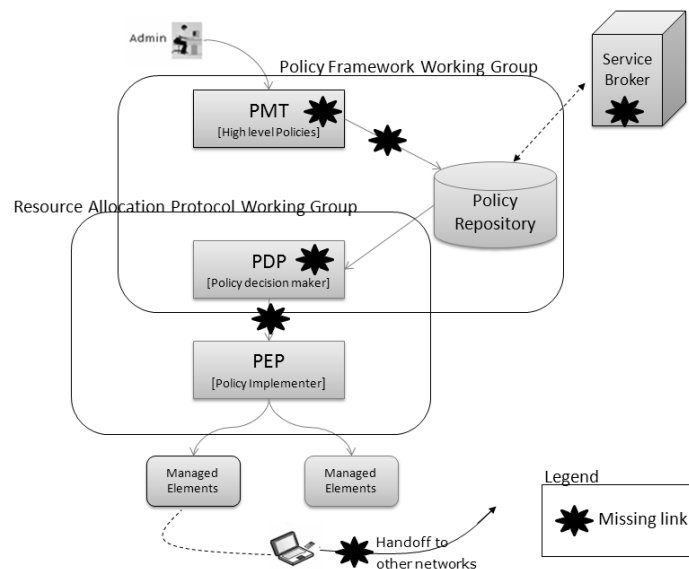 Admin
Policy Framework Working Group
Service
Broker
PMT
[High level Policies]
Policy
Repository
Resource Allocation Protocol Working Group
PDP
[Policy decision maker]
PEP
[Policy Implementer]
Managed
Elements
Managed
Elements
Legend
Missing link
Handoff to
other networks